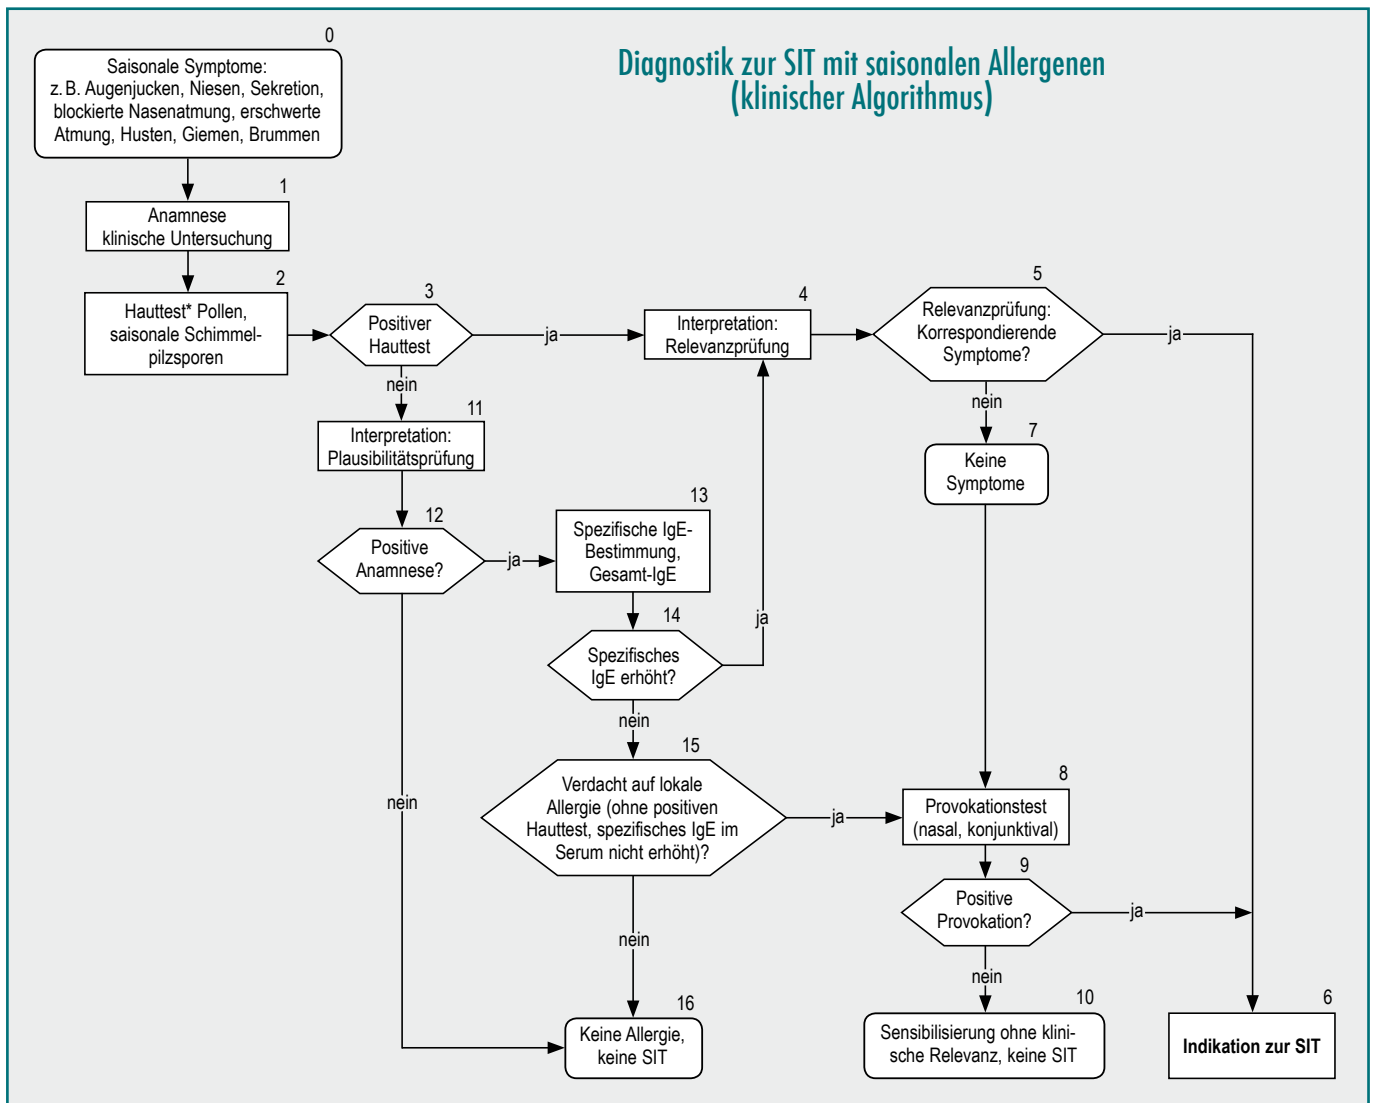 Diagnostik zur SIT mit saisonalen Allergenen
(klinischer Algorithmus)
0
Saisonale Symptome:
z. B. Augenjucken, Niesen, Sekretion,
blockierte Nasenatmung, erschwerte
Atmung, Husten, Giemen, Brummen
1
Anamnese
klinische Untersuchung
2
Hauttest* Pollen,
saisonale Schimmel-
pilzsporen
3
Positiver
Hauttest
ja
nein
4
Interpretation:
Relevanzprüfung
5
Relevanzprüfung:
Korrespondierende
Symptome?
ja
nein
7
Keine
Symptome
11
Interpretation:
Plausibilitätsprüfung
12
Positive
Anamnese?
ja
nein
13
Spezifische IgE-
Bestimmung,
Gesamt-IgE
14
Spezifisches
IgE erhöht?
ja
nein
15
Verdacht auf lokale
Allergie (ohne positiven
Hauttest, spezifisches IgE im
Serum nicht erhöht)?
ja
nein
8
Provokationstest
(nasal, konjunktival)
9
Positive
Provokation?
ja
nein
16
Keine Allergie,
keine SIT
10
Sensibilisierung ohne klini-
sche Relevanz, keine SIT
6
Indikation zur SIT